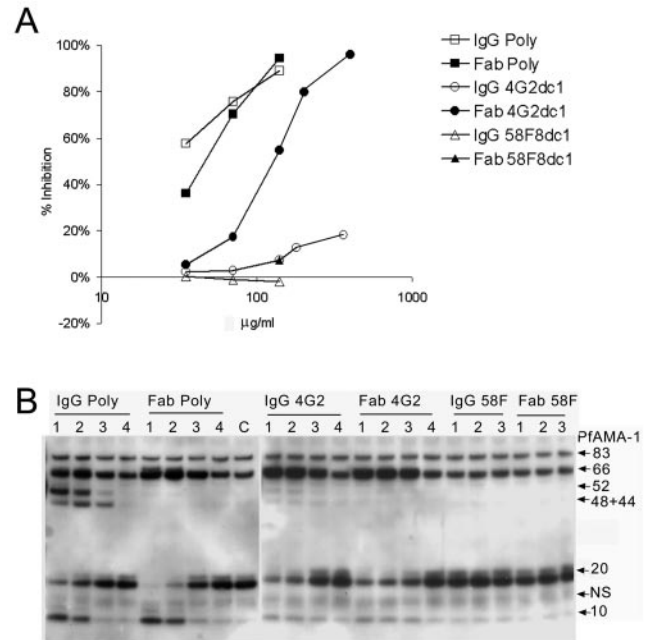 A
100%
80%
60%
40%
20%
0%
-20%
10
100
1000
% Inhibition
µg/ml
IgG Poly
Fab Poly
IgG 4G2dc1
Fab 4G2dc1
IgG 58F8dc1
Fab 58F8dc1
B
IgG Poly Fab Poly IgG 4G2 Fab 4G2 IgG 58F Fab 58F
1 2 3 4 1 2 3 4 C 1 2 3 4 1 2 3 4 1 2 3 1 2 3
PfAMA-1
83
66
52
48+44
20
NS
10